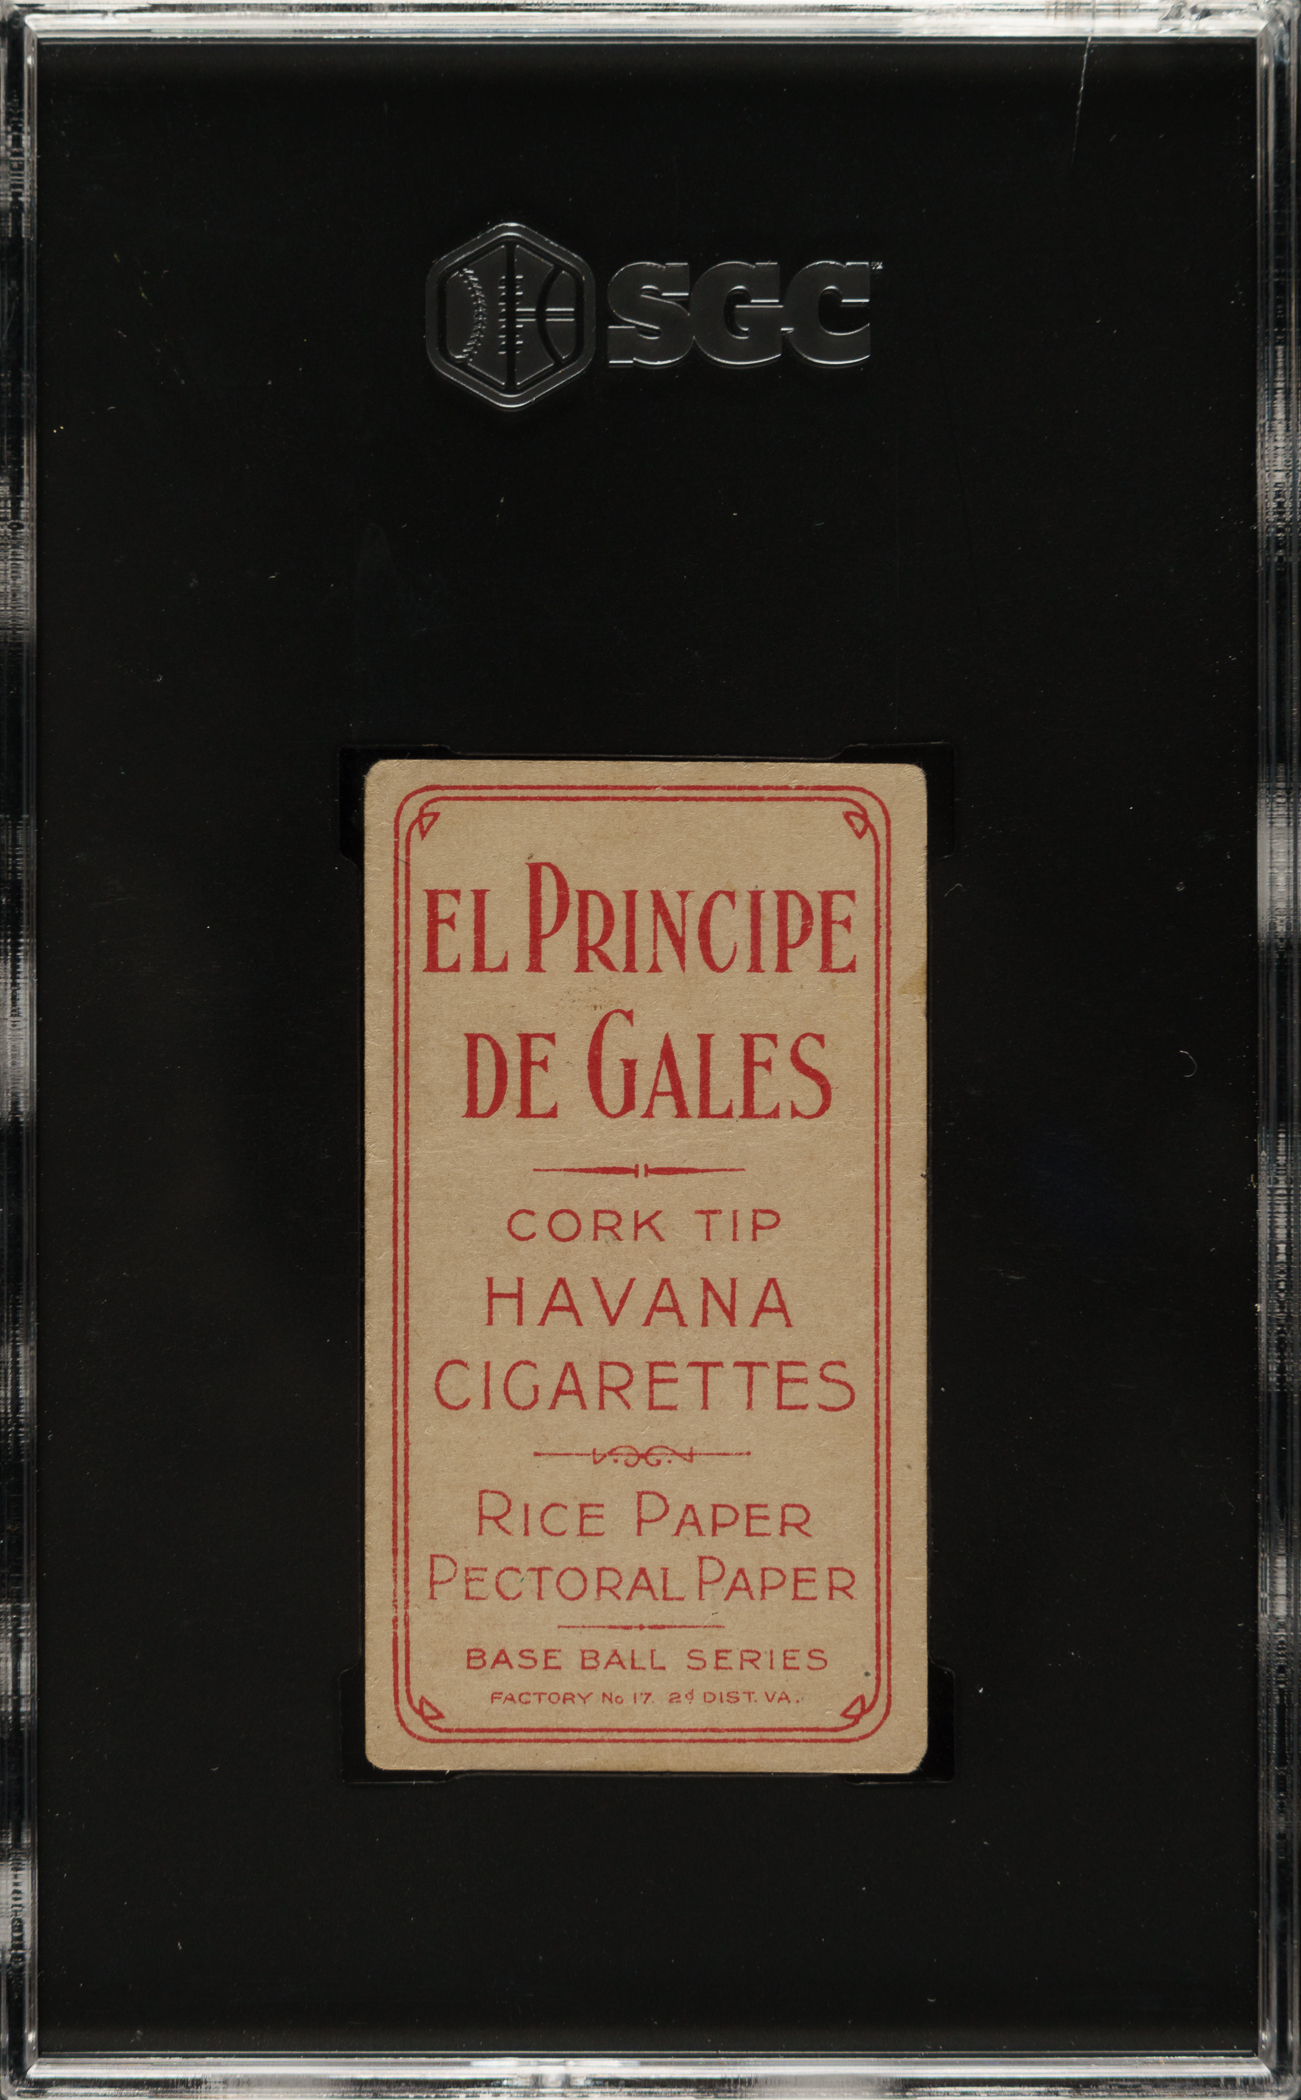 SGC
EL PRINCIPE
DE GALES
CORK TIP
HAVANA
CIGARETTES
RICE PAPER
PECTORAL PAPER
BASE BALL SERIES
FACTORY No 17. 2d DIST. VA.